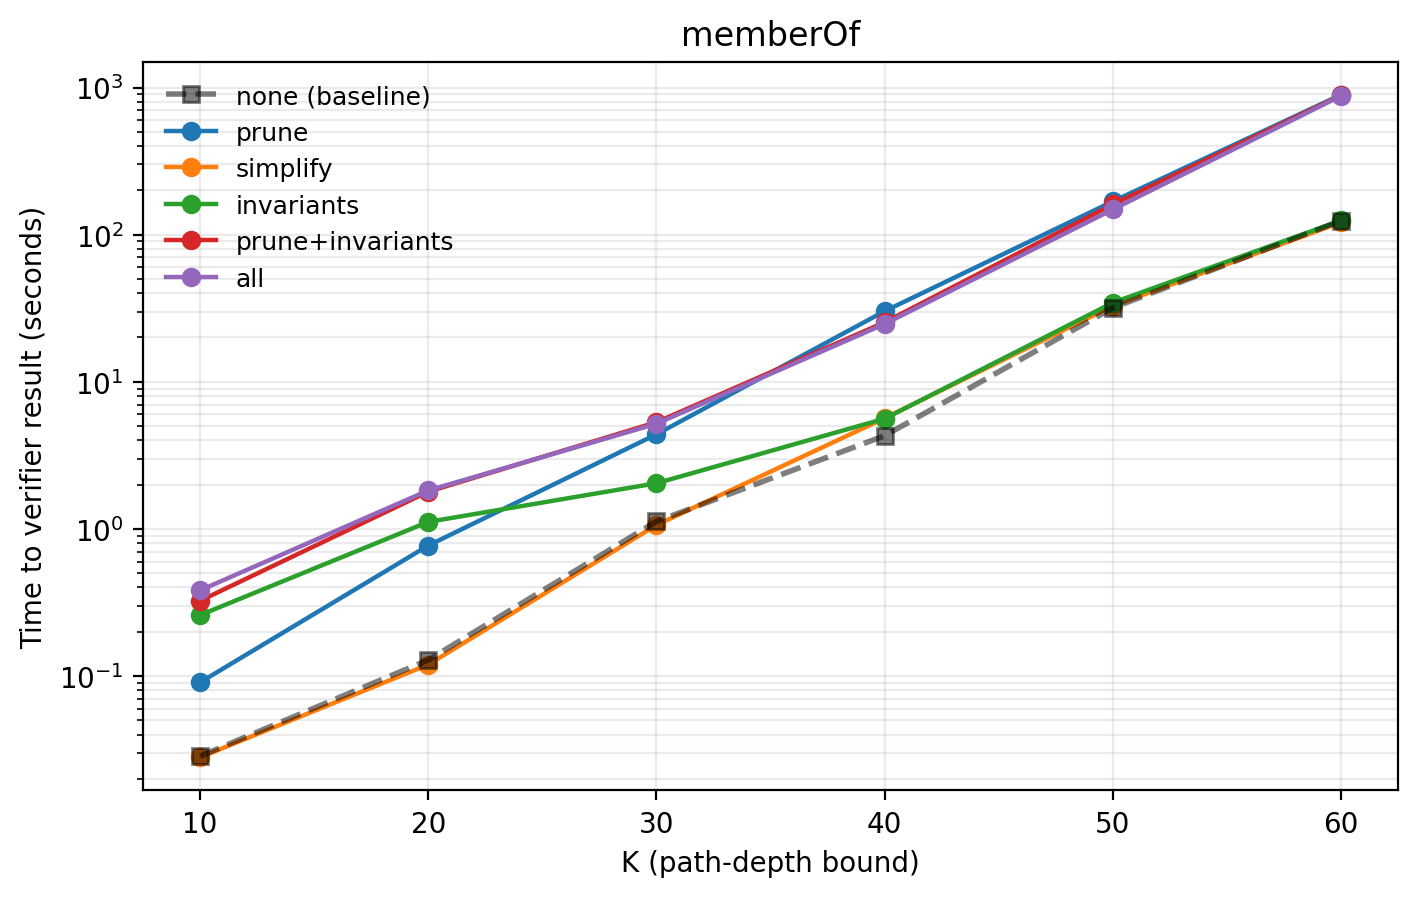 memberOf
Time to verifier result (seconds)
10³
10²
10¹
10⁰
10⁻¹
none (baseline)
prune
simplify
invariants
prune+invariants
all
10 20 30 40 50 60
K (path-depth bound)